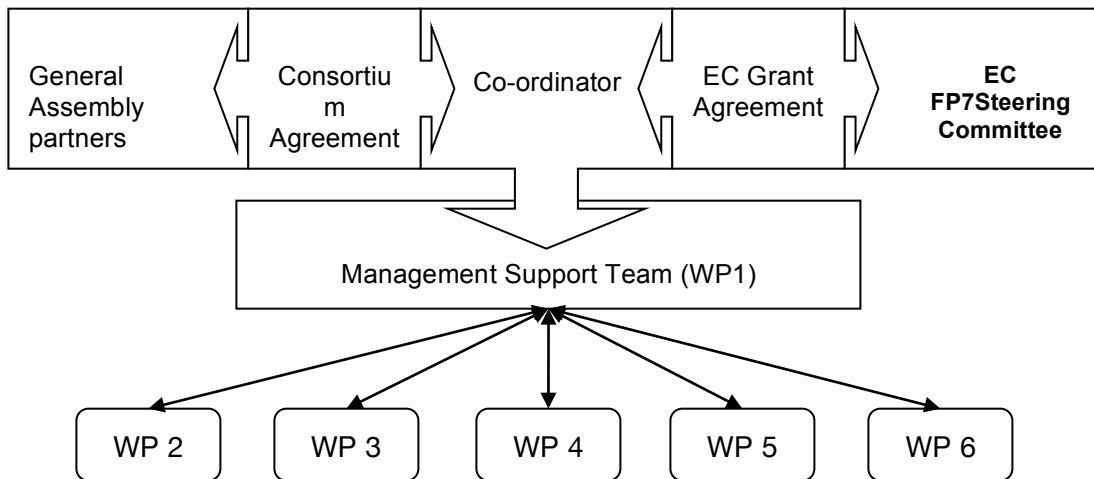 General
Assembly
partners
Consortiu
m
Agreement
Co-ordinator
EC Grant
Agreement
EC
FP7Steering
Committee
Management Support Team (WP1)
WP 2
WP 3
WP 4
WP 5
WP 6